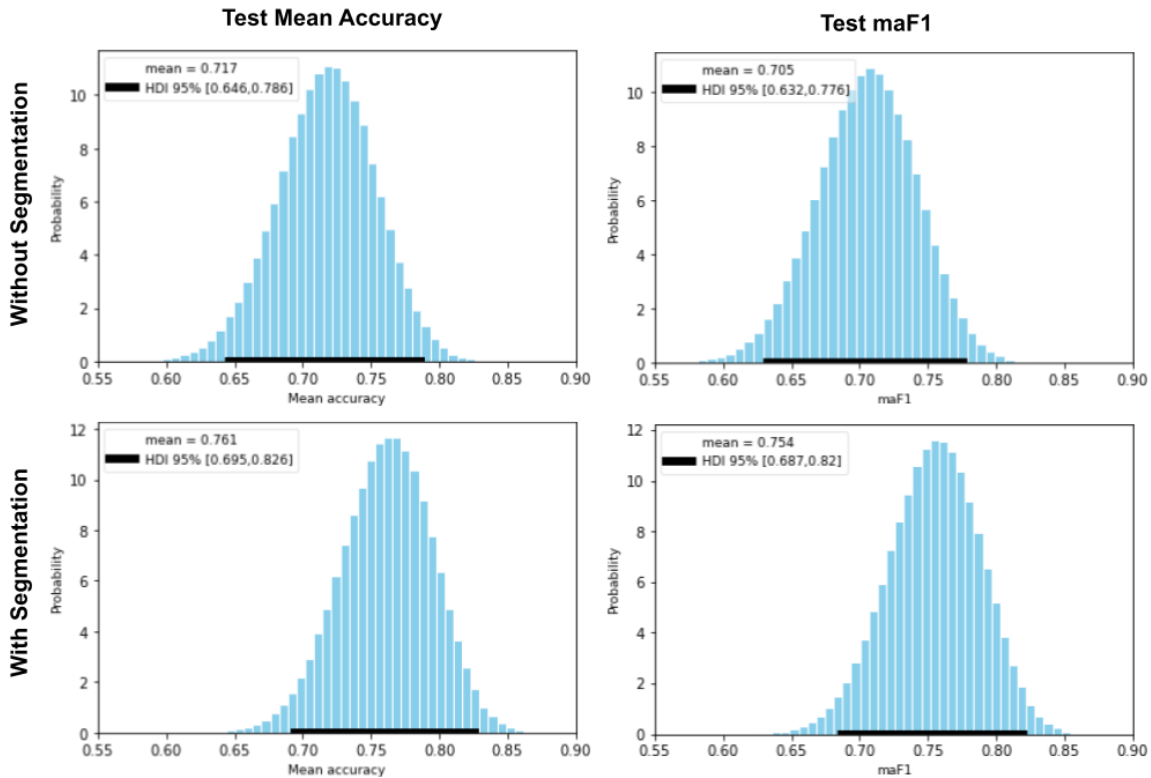 Test Mean Accuracy
Test maF1
Without Segmentation
mean = 0.717
HDI 95% [0.646,0.786]
Probability
10
8
6
4
2
0
0.55 0.60 0.65 0.70 0.75 0.80 0.85 0.90
Mean accuracy
mean = 0.705
HDI 95% [0.632,0.776]
Probability
10
8
6
4
2
0
0.55 0.60 0.65 0.70 0.75 0.80 0.85 0.90
maF1
With Segmentation
mean = 0.761
HDI 95% [0.695,0.826]
Probability
12
10
8
6
4
2
0
0.55 0.60 0.65 0.70 0.75 0.80 0.85 0.90
Mean accuracy
mean = 0.754
HDI 95% [0.687,0.82]
Probability
12
10
8
6
4
2
0
0.55 0.60 0.65 0.70 0.75 0.80 0.85 0.90
maF1